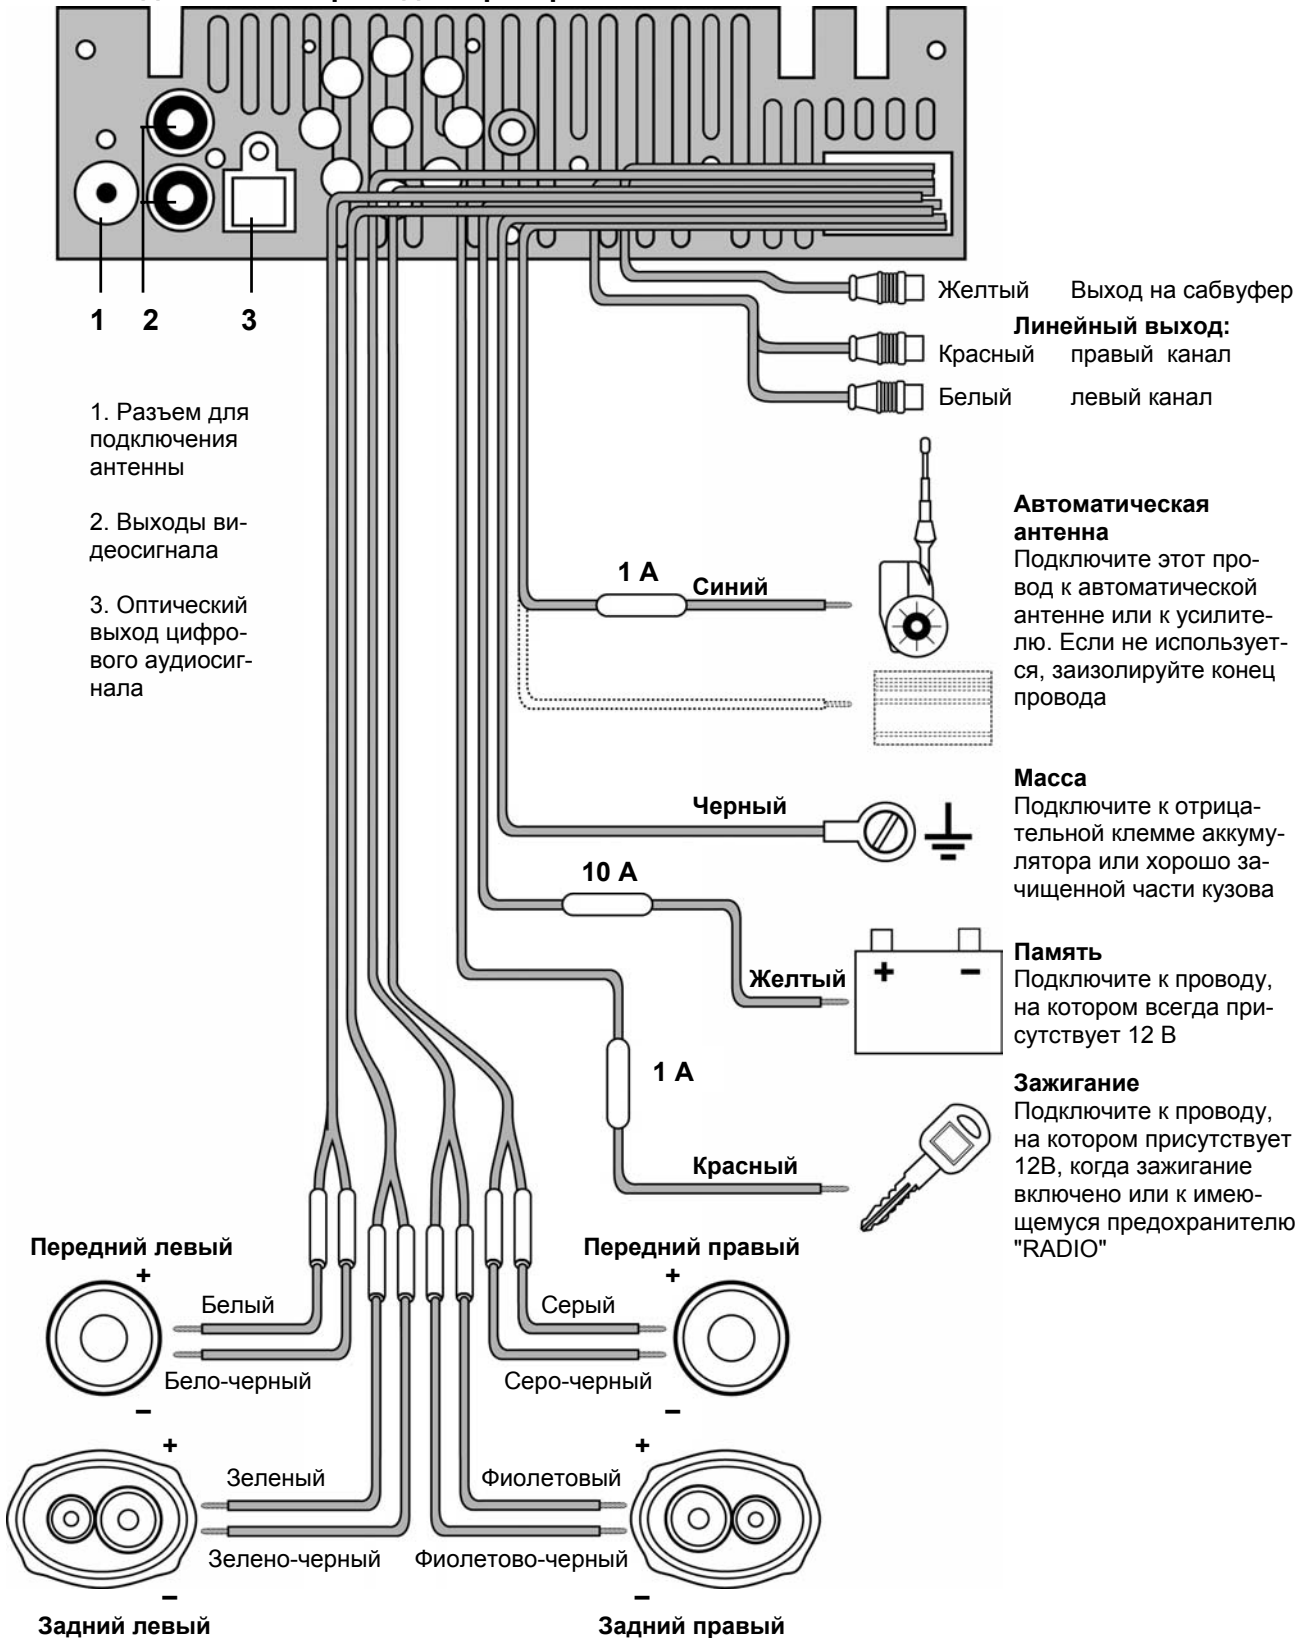 Желтый Выход на сабвуфер
Линейный выход:
Красный правый канал
Белый левый канал
1 2 3
1. Разъем для
подключения
антенны
2. Выходы ви-
деосигнала
3. Оптический
выход цифро-
вого аудиосиг-
нала
1 А
Синий
Автоматическая
антенна
Подключите этот про-
вод к автоматической
антенне или к усилите-
лю. Если не использует-
ся, заизолируйте конец
провода
Черный
Масса
Подключите к отрица-
тельной клемме аккуму-
лятора или хорошо за-
чищенной части кузова
10 А
Желтый
+ −
Память
Подключите к проводу,
на котором всегда при-
сутствует 12 В
1 А
Красный
Зажигание
Подключите к проводу,
на котором присутствует
12В, когда зажигание
включено или к имею-
щемуся предохранителю
"RADIO"
Передний левый
+
Белый
Бело-черный
−
Передний правый
+
Серый
Серо-черный
−
+
Зеленый
Зелено-черный
−
Задний левый
+
Фиолетовый
Фиолетово-черный
−
Задний правый